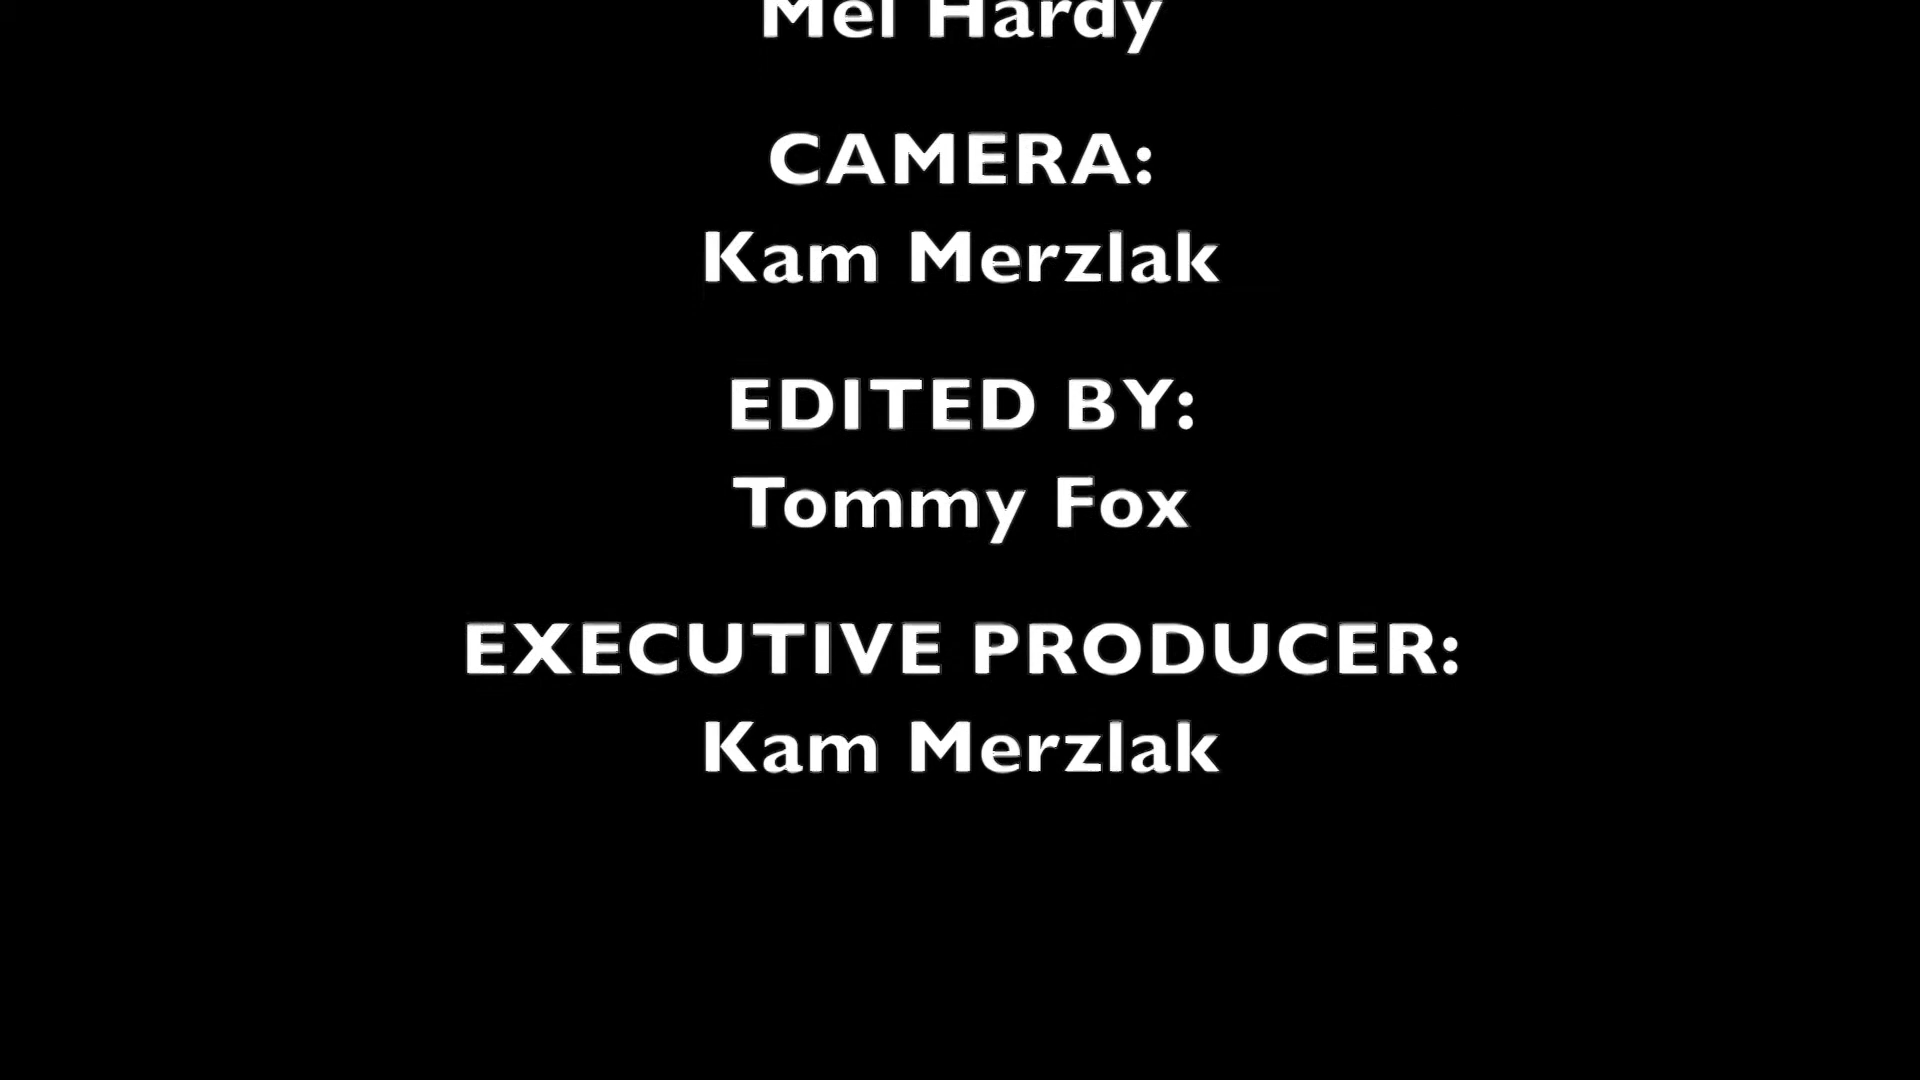 Mel Hardy
CAMERA:
Kam Merzlak
EDITED BY:
Tommy Fox
EXECUTIVE PRODUCER:
Kam Merzlak